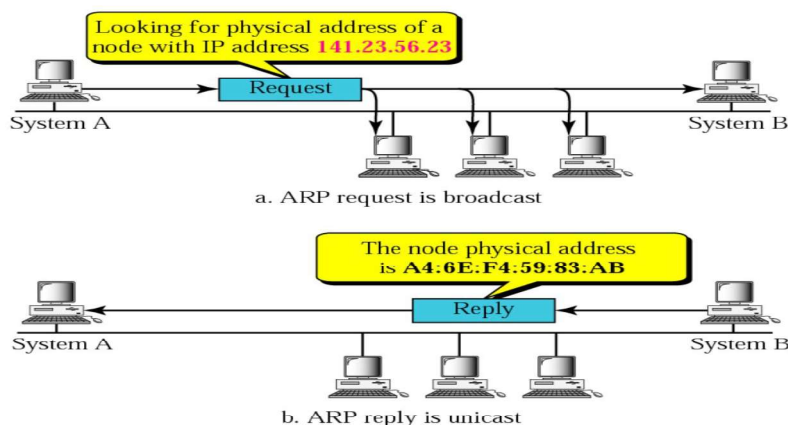 Looking for physical address of a
node with IP address 141.23.56.23
Request
System A
System B
a. ARP request is broadcast
The node physical address
is A4:6E:F4:59:83:AB
Reply
System A
System B
b. ARP reply is unicast